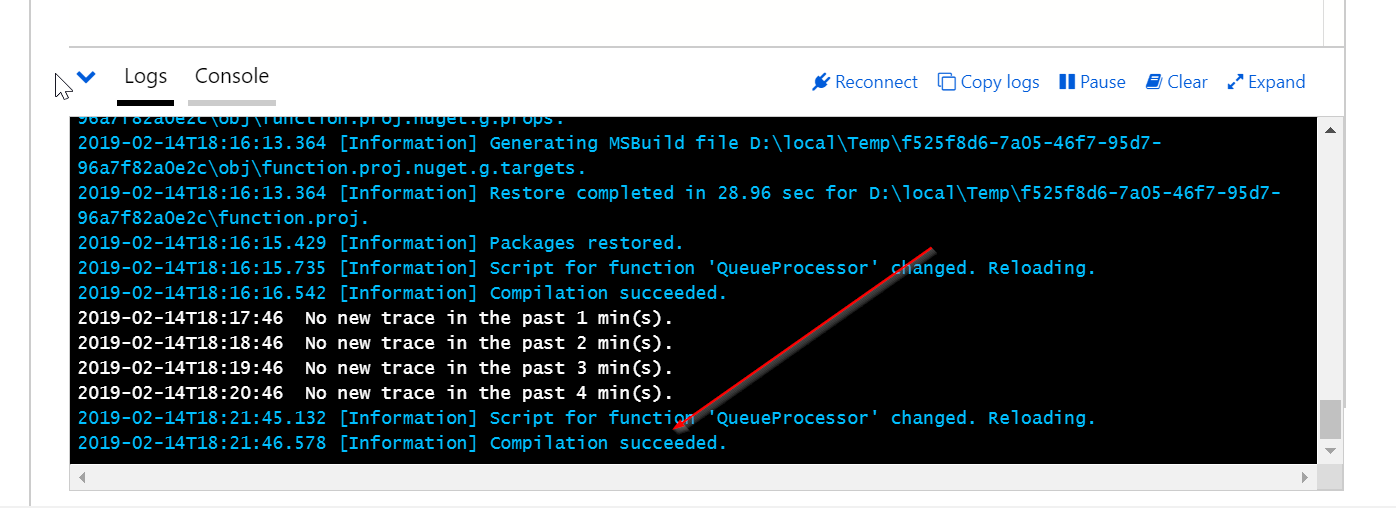 Logs Console Reconnect Copy logs Pause Clear Expand
96a7f82a0e2c\obj\function.proj.nuget.g.props.
2019-02-14T18:16:13.364 [Information] Generating MSBuild file D:\local\Temp\f525f8d6-7a05-46f7-95d7-
96a7f82a0e2c\obj\function.proj.nuget.g.targets.
2019-02-14T18:16:13.364 [Information] Restore completed in 28.96 sec for D:\local\Temp\f525f8d6-7a05-46f7-95d7-
96a7f82a0e2c\function.proj.
2019-02-14T18:16:15.429 [Information] Packages restored.
2019-02-14T18:16:15.735 [Information] Script for function 'QueueProcessor' changed. Reloading.
2019-02-14T18:16:16.542 [Information] Compilation succeeded.
2019-02-14T18:17:46  No new trace in the past 1 min(s).
2019-02-14T18:18:46  No new trace in the past 2 min(s).
2019-02-14T18:19:46  No new trace in the past 3 min(s).
2019-02-14T18:20:46  No new trace in the past 4 min(s).
2019-02-14T18:21:45.132 [Information] Script for function 'QueueProcessor' changed. Reloading.
2019-02-14T18:21:46.578 [Information] Compilation succeeded.